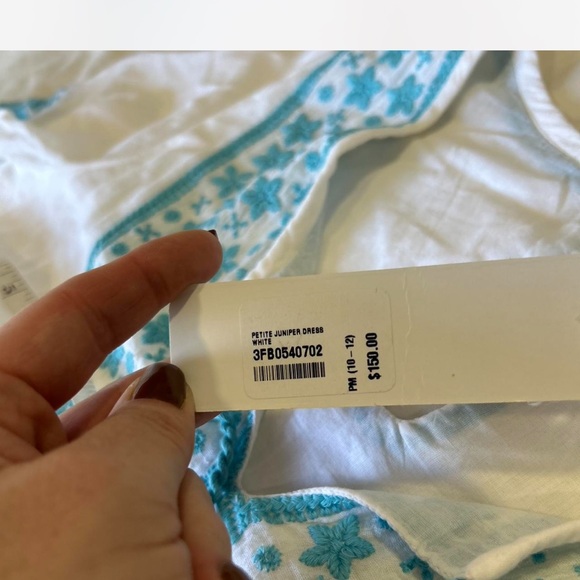 PETITE JUNIPER DRESS
WHITE
3FB0540702
PM (10-12)
$150.00